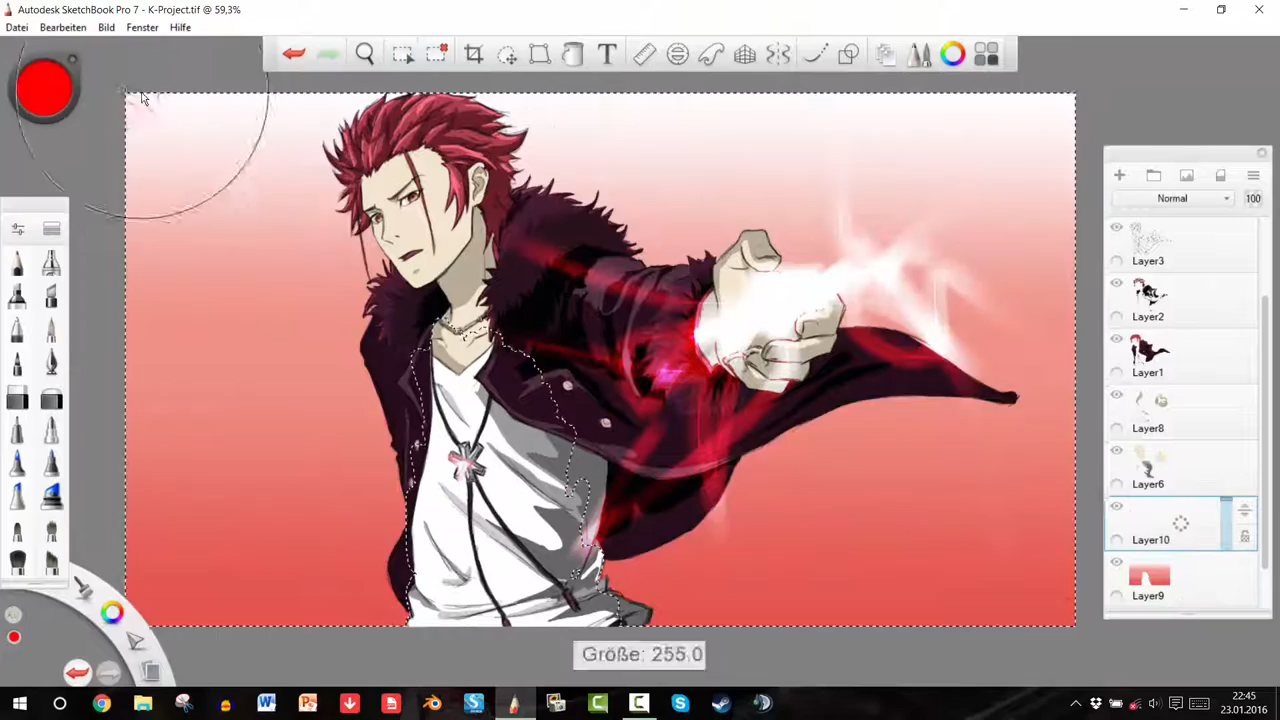 Autodesk SketchBook Pro 7 - K-Project.tif @ 59,3%
Datei Bearbeiten Bild Fenster Hilfe
Normal 100
Layer3
Layer2
Layer1
Layer8
Layer6
Layer10
Layer9
Größe: 255.0
22:45
23.01.2016